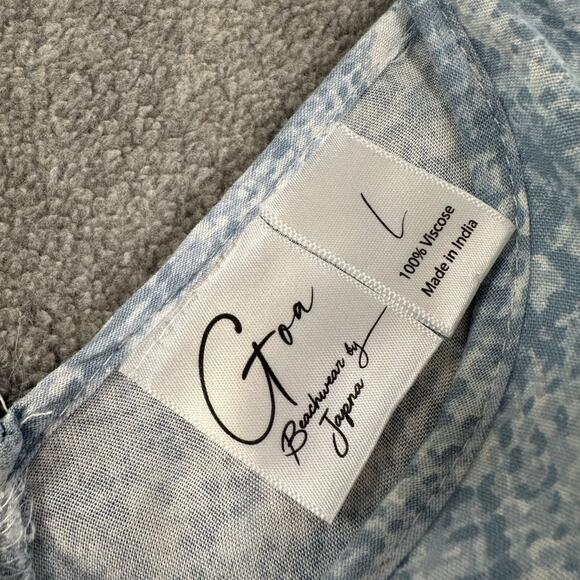 L
100% Viscose
Made in India
Goa
Beachwear by
Japna